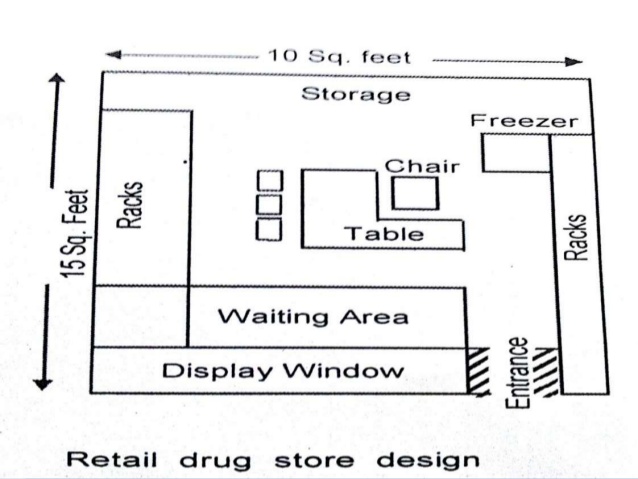 10 Sq. feet
Storage
Freezer
Chair
Racks
15 Sq. Feet
Table
Racks
Waiting Area
Entrance
Display Window
Retail drug store design